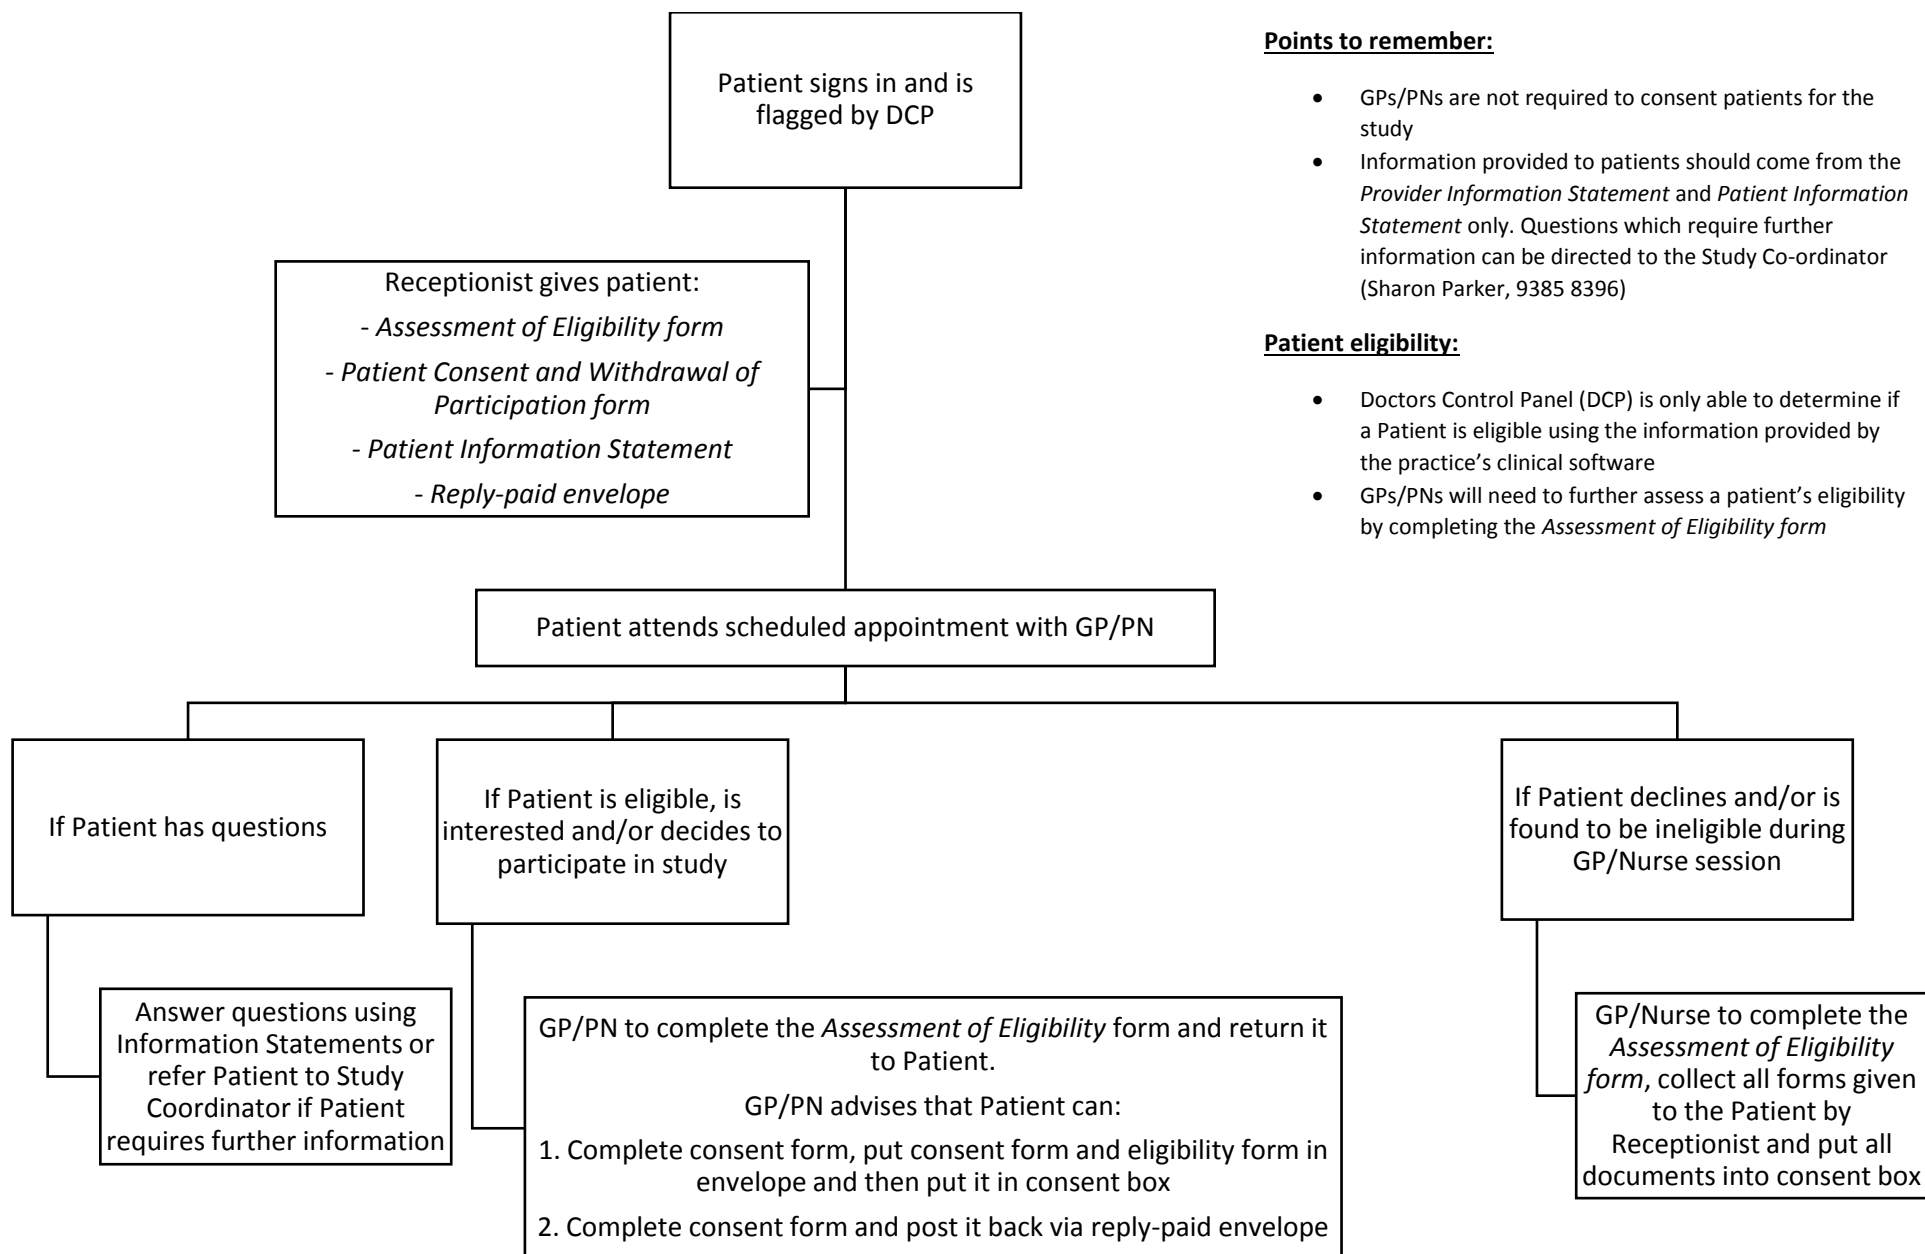 Patient signs in and is
flagged by DCP
Points to remember:
• GPs/PNs are not required to consent patients for the
study
• Information provided to patients should come from the
Provider Information Statement and Patient Information
Statement only. Questions which require further
information can be directed to the Study Co-ordinator
(Sharon Parker, 9385 8396)
Patient eligibility:
• Doctors Control Panel (DCP) is only able to determine if
a Patient is eligible using the information provided by
the practice’s clinical software
• GPs/PNs will need to further assess a patient’s eligibility
by completing the Assessment of Eligibility form
Receptionist gives patient:
- Assessment of Eligibility form
- Patient Consent and Withdrawal of
Participation form
- Patient Information Statement
- Reply-paid envelope
Patient attends scheduled appointment with GP/PN
If Patient has questions
Answer questions using
Information Statements or
refer Patient to Study
Coordinator if Patient
requires further information
If Patient is eligible, is
interested and/or decides to
participate in study
GP/PN to complete the Assessment of Eligibility form and return it
to Patient.
GP/PN advises that Patient can:
1. Complete consent form, put consent form and eligibility form in
envelope and then put it in consent box
2. Complete consent form and post it back via reply-paid envelope
If Patient declines and/or is
found to be ineligible during
GP/Nurse session
GP/Nurse to complete the
Assessment of Eligibility
form, collect all forms given
to the Patient by
Receptionist and put all
documents into consent box